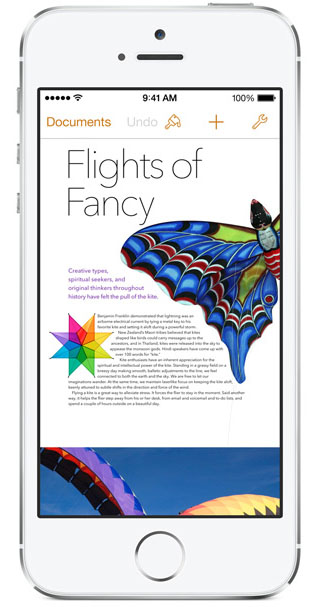 9:41 AM
100%
Documents
Undo
Flights of
Fancy
Creative types,
spiritual seekers, and
original thinkers throughout
history have felt the pull of the kite.
Benjamin Franklin demonstrated that lightning was an
airborne electrical current by tying a metal key to his
favorite kite and setting it aloft during a powerful storm.
New Zealand's Maori tribes believed that kites
shaped like birds could carry messages up to the
ancestors, and in Thailand, kites were released into the sky to
appease the monsoon gods. Hindi speakers have come up with
over 100 words for "kite."
Kite enthusiasts have an inherent appreciation for the
spiritual and intellectual power of the kite. Standing in a grassy field on a
breezy day making smooth, balletic adjustments to the line, we feel
connected to both the earth and the sky. We are free to let our
imaginations wander. At the same time, we maintain laserlike focus on keeping the kite aloft,
keenly attuned to subtle shifts in the direction and force of the wind.
Flying a kite is a great way to alleviate stress. It forces the flier to stay in the moment. Said another
way, it helps the flier step away from his or her desk, from email and voicemail and to do lists, and
spend a couple of hours outside on a beautiful day.